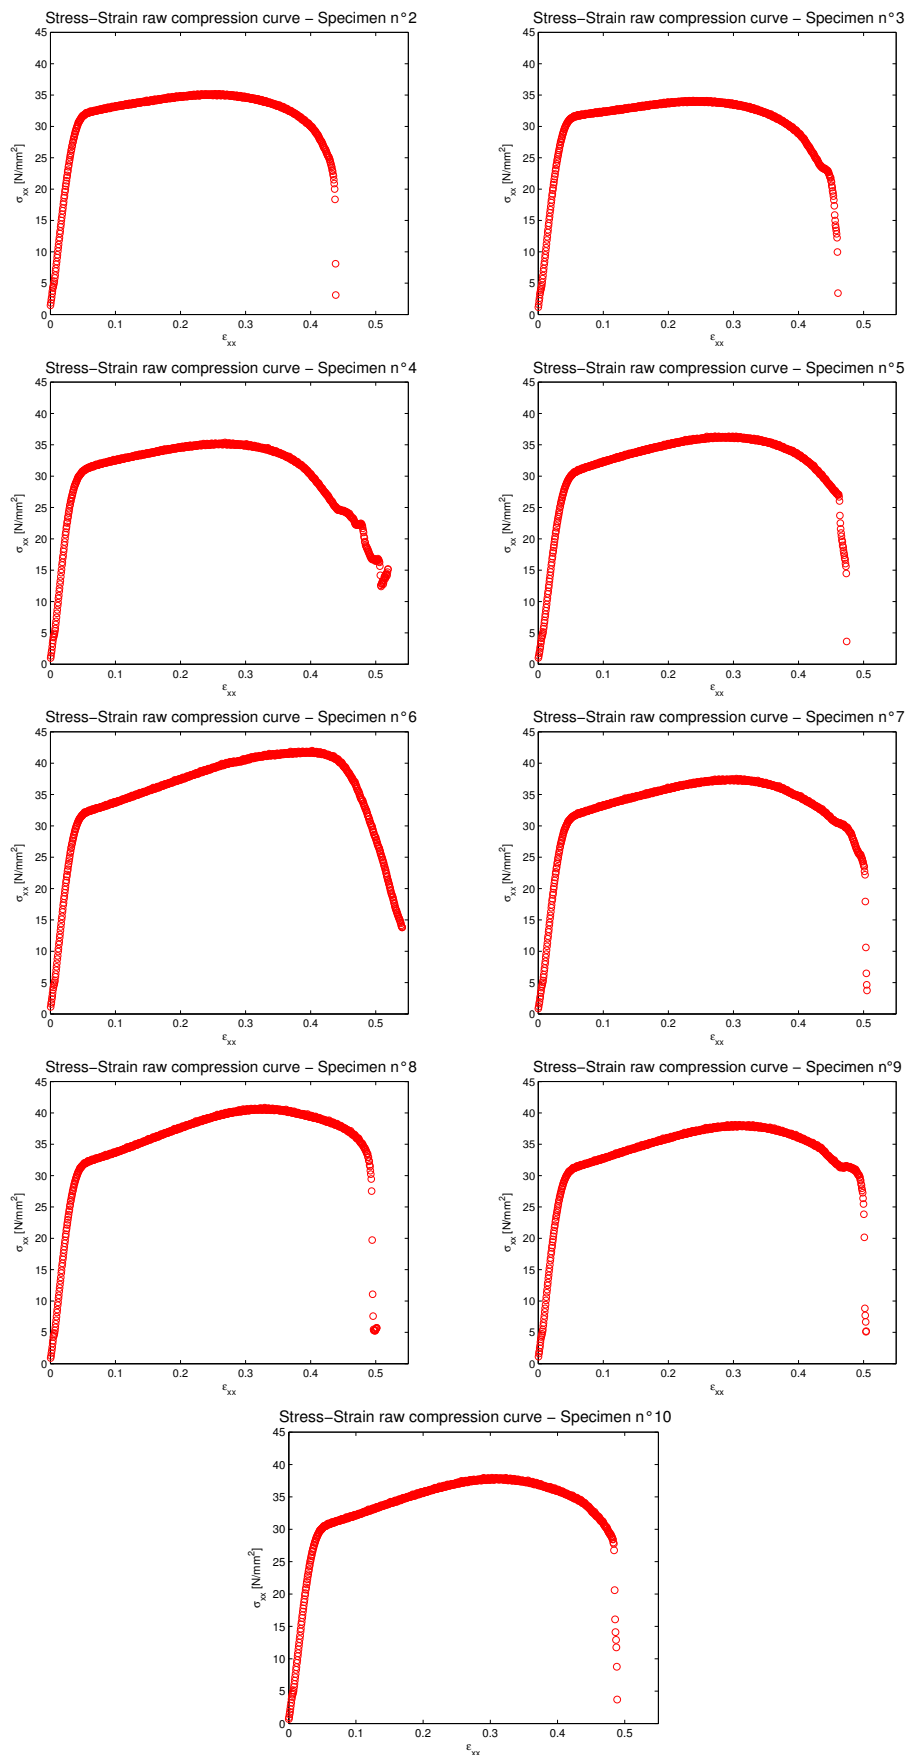 Stress−Strain raw compression curve − Specimen n°2
45
40
35
30
25
20
15
10
5
0
σxx [N/mm2]
0 0.1 0.2 0.3 0.4 0.5
εxx
Stress−Strain raw compression curve − Specimen n°3
45
40
35
30
25
20
15
10
5
0
σxx [N/mm2]
0 0.1 0.2 0.3 0.4 0.5
εxx
Stress−Strain raw compression curve − Specimen n°4
45
40
35
30
25
20
15
10
5
0
σxx [N/mm2]
0 0.1 0.2 0.3 0.4 0.5
εxx
Stress−Strain raw compression curve − Specimen n°5
45
40
35
30
25
20
15
10
5
0
σxx [N/mm2]
0 0.1 0.2 0.3 0.4 0.5
εxx
Stress−Strain raw compression curve − Specimen n°6
45
40
35
30
25
20
15
10
5
0
σxx [N/mm2]
0 0.1 0.2 0.3 0.4 0.5
εxx
Stress−Strain raw compression curve − Specimen n°7
45
40
35
30
25
20
15
10
5
0
σxx [N/mm2]
0 0.1 0.2 0.3 0.4 0.5
εxx
Stress−Strain raw compression curve − Specimen n°8
45
40
35
30
25
20
15
10
5
0
σxx [N/mm2]
0 0.1 0.2 0.3 0.4 0.5
εxx
Stress−Strain raw compression curve − Specimen n°9
45
40
35
30
25
20
15
10
5
0
σxx [N/mm2]
0 0.1 0.2 0.3 0.4 0.5
εxx
Stress−Strain raw compression curve − Specimen n°10
45
40
35
30
25
20
15
10
5
0
σxx [N/mm2]
0 0.1 0.2 0.3 0.4 0.5
εxx